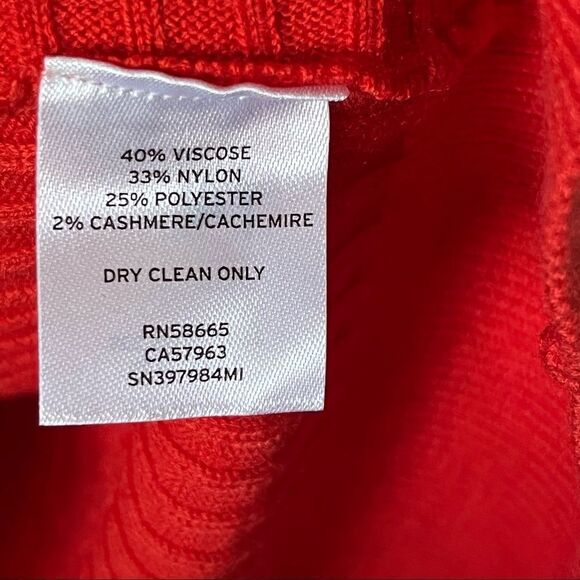 40% VISCOSE
33% NYLON
25% POLYESTER
2% CASHMERE/CACHEMIRE
DRY CLEAN ONLY
RN58665
CA57963
SN397984MI